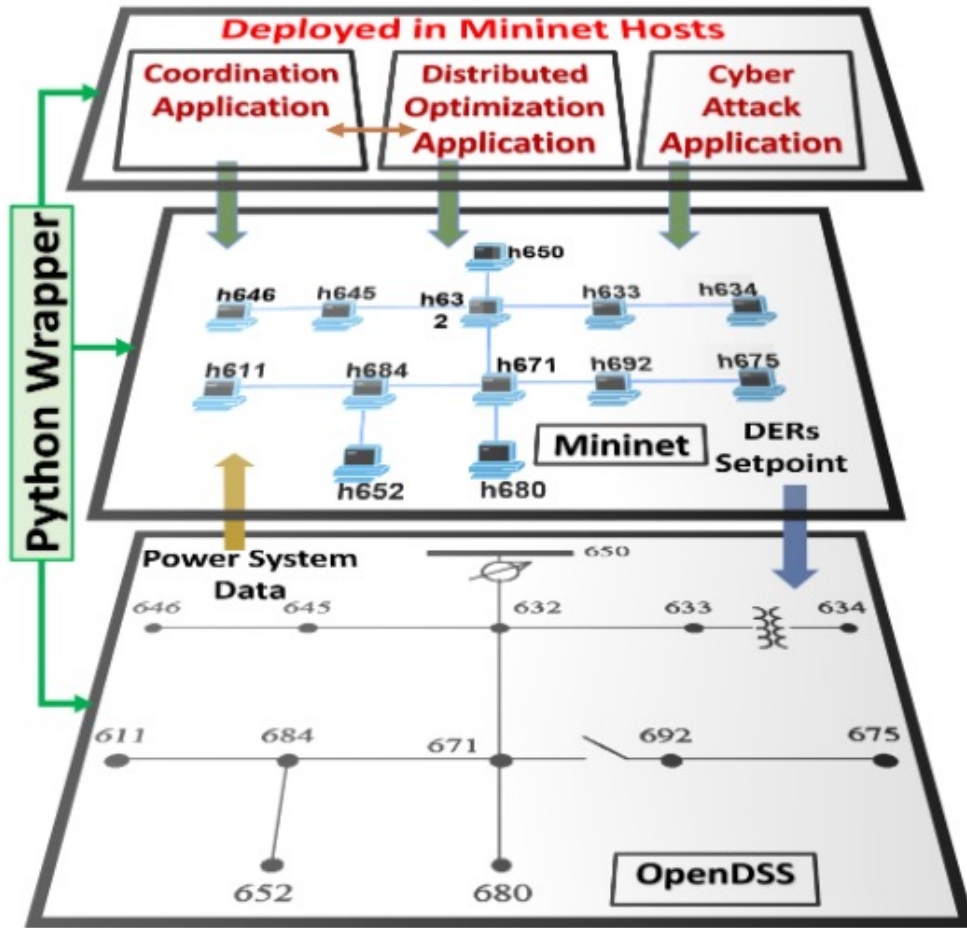 Deployed in Mininet Hosts
Coordination
Application
Distributed
Optimization
Application
Cyber
Attack
Application
Python Wrapper
h650
h646
h645
h63
2
h633
h634
h611
h684
h671
h692
h675
h652
h680
Mininet
DERs
Setpoint
Power System
Data
650
646
645
632
633
634
611
684
671
692
675
652
680
OpenDSS